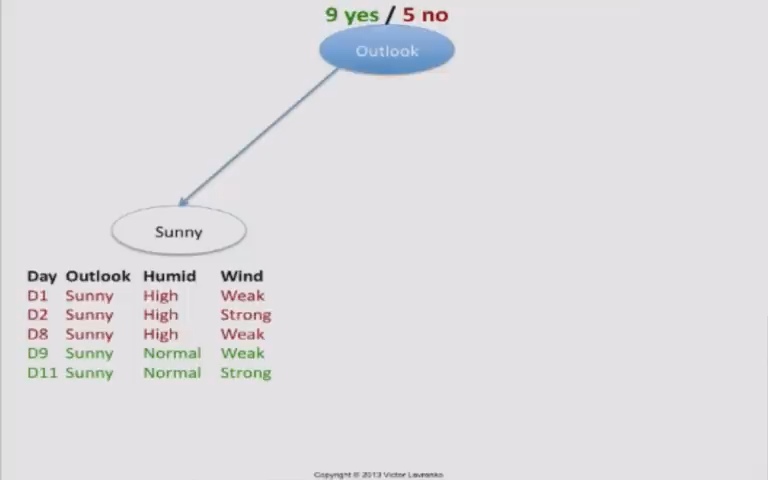 9 yes / 5 no
Outlook
Sunny
Day Outlook Humid Wind
D1 Sunny High Weak
D2 Sunny High Strong
D8 Sunny High Weak
D9 Sunny Normal Weak
D11 Sunny Normal Strong
Copyright © 2013 Victor Lavrenko